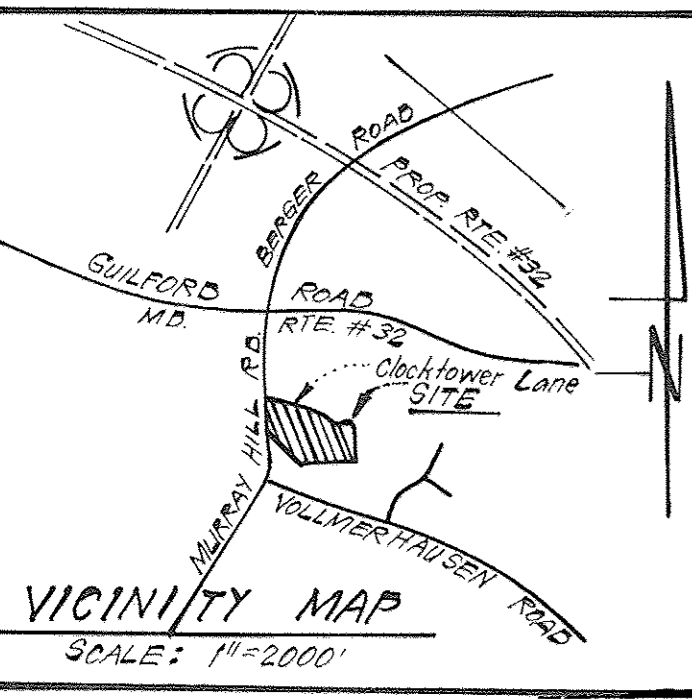 BERGER ROAD
PROP. RTE. #32
GUILFORD ROAD
MD. RTE. #32
Clocktower Lane
SITE
MURRAY HILL RD.
VOLLMERHAUSEN ROAD
N
VICINITY MAP
SCALE: 1"=2000'